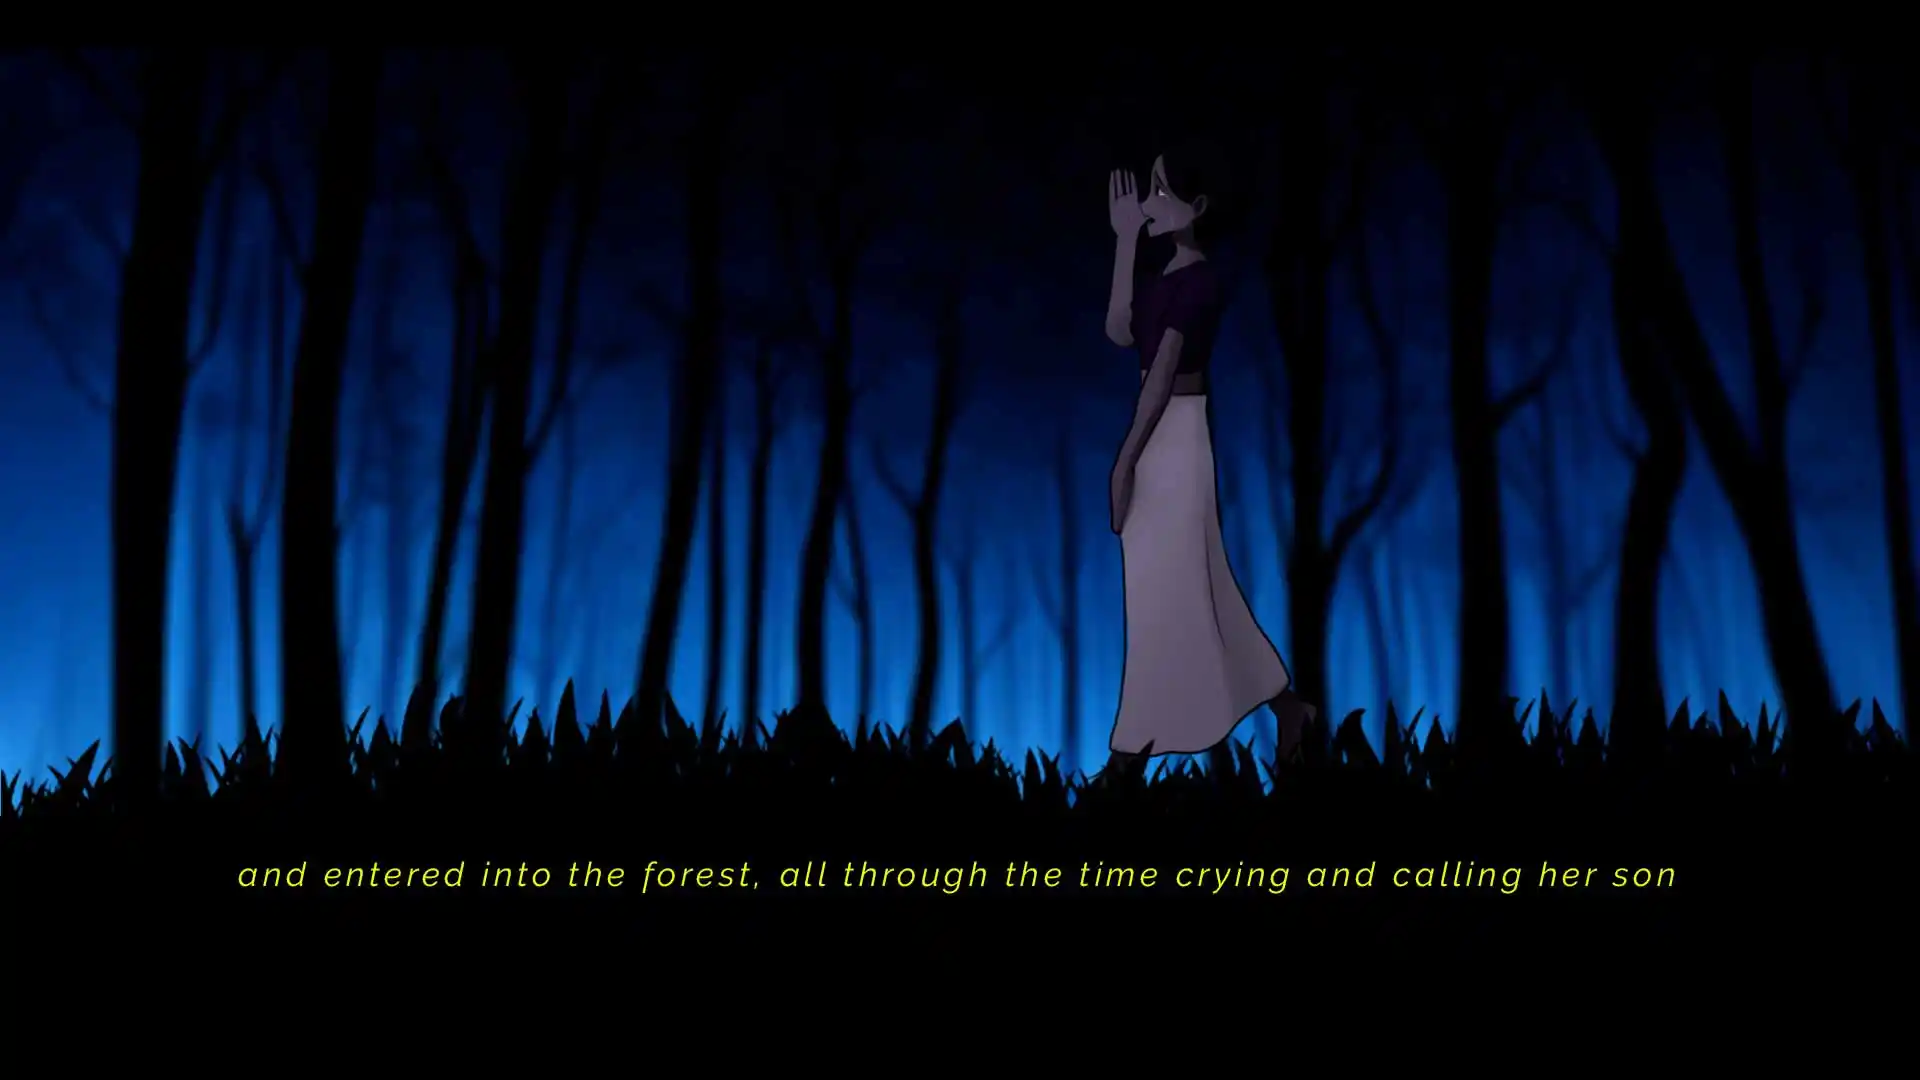 and entered into the forest, all through the time crying and calling her son